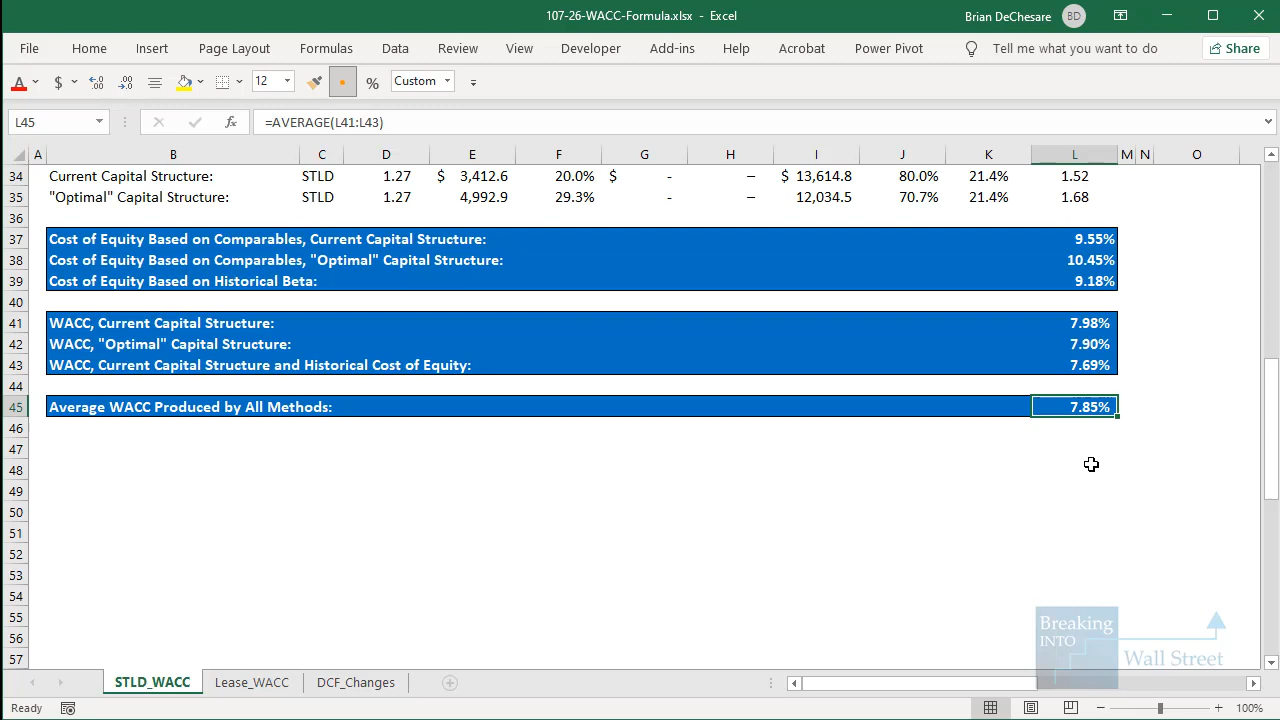 107-26-WACC-Formula.xlsx - Excel
Brian DeChesare BD
File Home Insert Page Layout Formulas Data Review View Developer Add-ins Help Acrobat Power Pivot Tell me what you want to do Share
A $ 12 % Custom
L45 fx =AVERAGE(L41:L43)
A B C D E F G H I J K L M N O
34 Current Capital Structure: STLD 1.27 $ 3,412.6 20.0% $ - – $ 13,614.8 80.0% 21.4% 1.52
35 "Optimal" Capital Structure: STLD 1.27 4,992.9 29.3% - – 12,034.5 70.7% 21.4% 1.68
36
37 Cost of Equity Based on Comparables, Current Capital Structure: 9.55%
38 Cost of Equity Based on Comparables, "Optimal" Capital Structure: 10.45%
39 Cost of Equity Based on Historical Beta: 9.18%
40
41 WACC, Current Capital Structure: 7.98%
42 WACC, "Optimal" Capital Structure: 7.90%
43 WACC, Current Capital Structure and Historical Cost of Equity: 7.69%
44
45 Average WACC Produced by All Methods: 7.85%
46
47
48
49
50
51
52
53
54
55
56
57
Breaking
INTO
Wall Street
STLD_WACC Lease_WACC DCF_Changes
Ready 100%